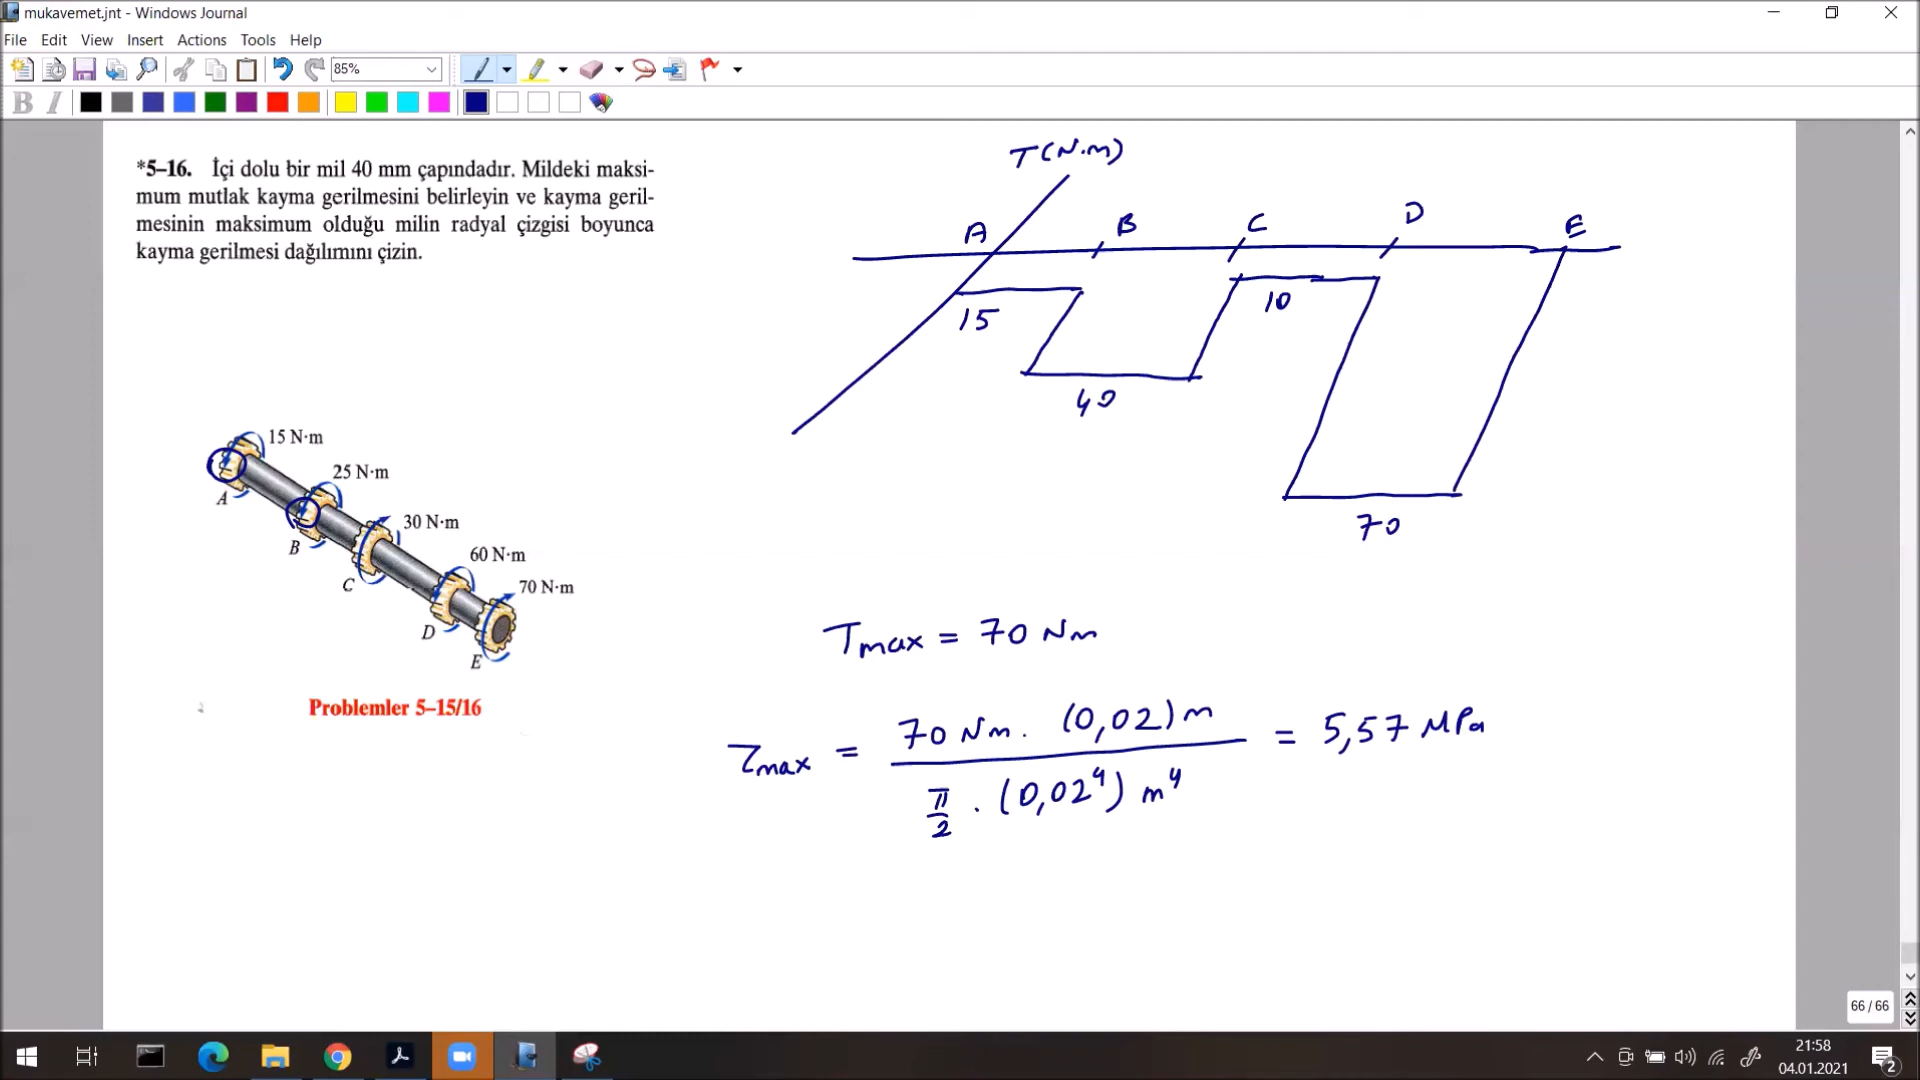 mukavemet.jnt - Windows Journal
File Edit View Insert Actions Tools Help
85%
B I
*5–16. İçi dolu bir mil 40 mm çapındadır. Mildeki maksi-
mum mutlak kayma gerilmesini belirleyin ve kayma geril-
mesinin maksimum olduğu milin radyal çizgisi boyunca
kayma gerilmesi dağılımını çizin.
15 N·m
25 N·m
30 N·m
60 N·m
70 N·m
A
B
C
D
E
Problemler 5–15/16
T(N.m)
A B C D E
15
40
10
70
Tmax = 70 Nm
τmax = 70 Nm. (0,02)m = 5,57 MPa
π/2 . (0,02⁴) m⁴
66 / 66
21:58
04.01.2021
2